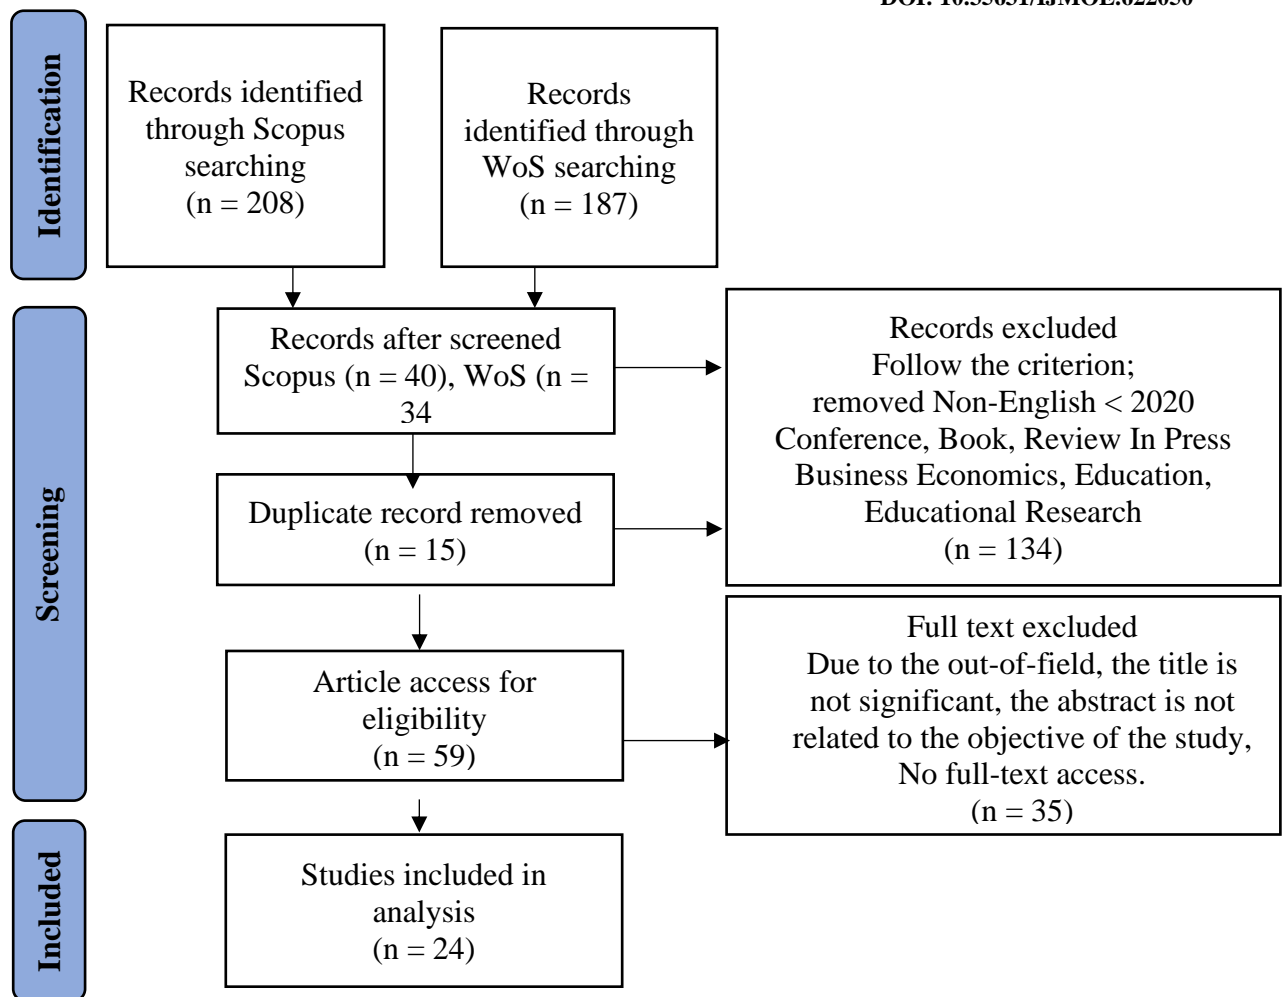 Identification
Records identified
through Scopus
searching
(n = 208)
Records
identified through
WoS searching
(n = 187)
Screening
Records after screened
Scopus (n = 40), WoS (n =
34
Records excluded
Follow the criterion;
removed Non-English < 2020
Conference, Book, Review In Press
Business Economics, Education,
Educational Research
(n = 134)
Duplicate record removed
(n = 15)
Article access for
eligibility
(n = 59)
Full text excluded
Due to the out-of-field, the title is
not significant, the abstract is not
related to the objective of the study,
No full-text access.
(n = 35)
Included
Studies included in
analysis
(n = 24)